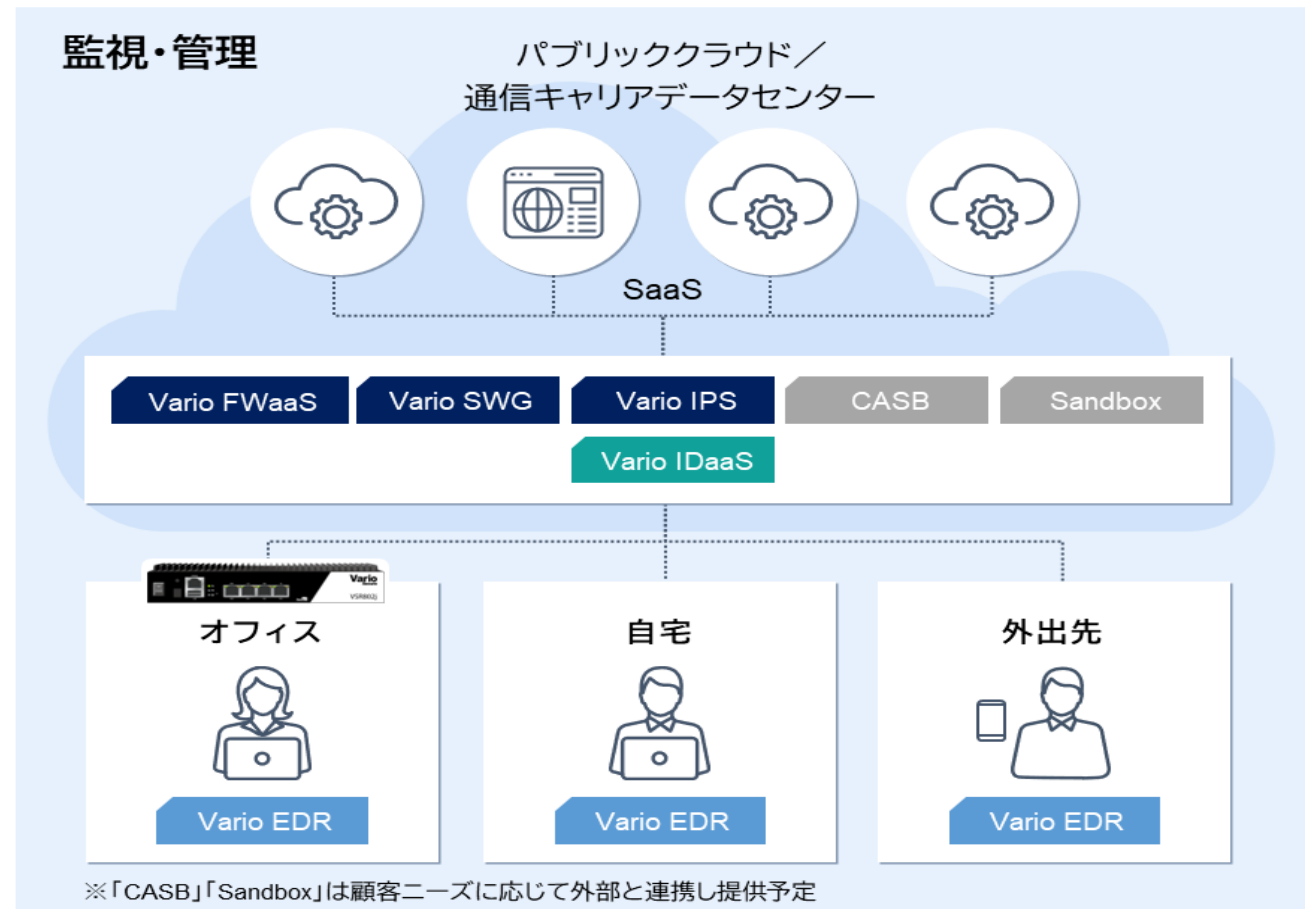 監視・管理
パブリッククラウド／
通信キャリアデータセンター
SaaS
Vario FWaaS
Vario SWG
Vario IPS
CASB
Sandbox
Vario IDaaS
Vario
VSR802j
オフィス
自宅
外出先
Vario EDR
Vario EDR
Vario EDR
※「CASB」「Sandbox」は顧客ニーズに応じて外部と連携し提供予定